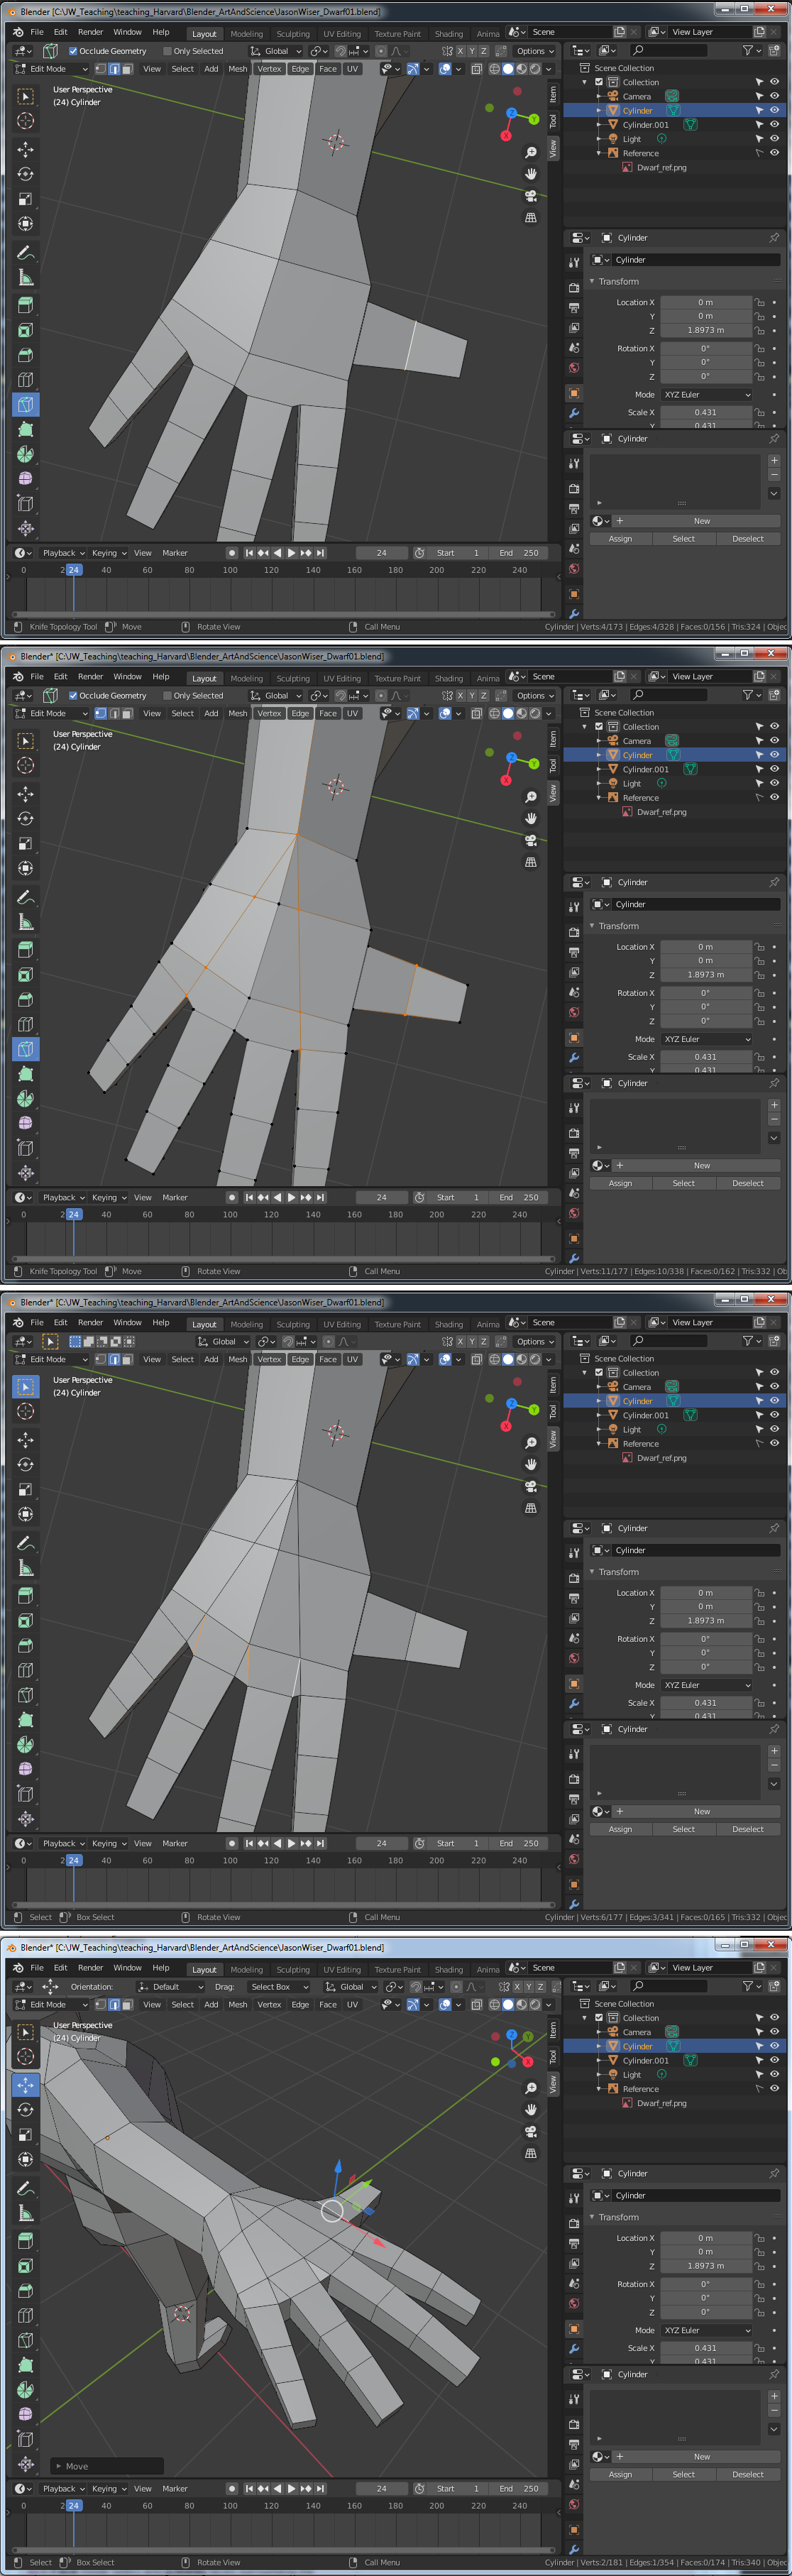 Blender [C:\JW_Teaching\teaching_Harvard\Blender_ArtAndScience\JasonWiser_Dwarf01.blend]
File Edit Render Window Help Layout Modeling Sculpting UV Editing Texture Paint Shading Anima Scene View Layer
Occlude Geometry Only Selected Global X Y Z Options
Edit Mode View Select Add Mesh Vertex Edge Face UV
User Perspective
(24) Cylinder
Item
Tool
View
Scene Collection
Collection
Camera
Cylinder
Cylinder.001
Light
Reference
Dwarf_ref.png
Cylinder
Cylinder
Transform
Location X 0 m
Y 0 m
Z 1.8973 m
Rotation X 0°
Y 0°
Z 0°
Mode XYZ Euler
Scale X 0.431
Y 0.431
Cylinder
New
Assign Select Deselect
Playback Keying View Marker 24 Start 1 End 250
0 24 40 60 80 100 120 140 160 180 200 220 240
Knife Topology Tool Move Rotate View Call Menu Cylinder | Verts:4/173 | Edges:4/328 | Faces:0/156 | Tris:324 | Objec
Blender* [C:\JW_Teaching\teaching_Harvard\Blender_ArtAndScience\JasonWiser_Dwarf01.blend]
File Edit Render Window Help Layout Modeling Sculpting UV Editing Texture Paint Shading Anima Scene View Layer
Occlude Geometry Only Selected Global X Y Z Options
Edit Mode View Select Add Mesh Vertex Edge Face UV
User Perspective
(24) Cylinder
Item
Tool
View
Scene Collection
Collection
Camera
Cylinder
Cylinder.001
Light
Reference
Dwarf_ref.png
Cylinder
Cylinder
Transform
Location X 0 m
Y 0 m
Z 1.8973 m
Rotation X 0°
Y 0°
Z 0°
Mode XYZ Euler
Scale X 0.431
Y 0.431
Cylinder
New
Assign Select Deselect
Playback Keying View Marker 24 Start 1 End 250
0 24 40 60 80 100 120 140 160 180 200 220 240
Knife Topology Tool Move Rotate View Call Menu Cylinder | Verts:11/177 | Edges:10/338 | Faces:0/162 | Tris:332 | Ob
Blender* [C:\JW_Teaching\teaching_Harvard\Blender_ArtAndScience\JasonWiser_Dwarf01.blend]
File Edit Render Window Help Layout Modeling Sculpting UV Editing Texture Paint Shading Anima Scene View Layer
Global X Y Z Options
Edit Mode View Select Add Mesh Vertex Edge Face UV
User Perspective
(24) Cylinder
Item
Tool
View
Scene Collection
Collection
Camera
Cylinder
Cylinder.001
Light
Reference
Dwarf_ref.png
Cylinder
Cylinder
Transform
Location X 0 m
Y 0 m
Z 1.8973 m
Rotation X 0°
Y 0°
Z 0°
Mode XYZ Euler
Scale X 0.431
Y 0.431
Cylinder
New
Assign Select Deselect
Playback Keying View Marker 24 Start 1 End 250
0 24 40 60 80 100 120 140 160 180 200 220 240
Select Box Select Rotate View Call Menu Cylinder | Verts:6/177 | Edges:3/341 | Faces:0/165 | Tris:332 | Objec
Blender* [C:\JW_Teaching\teaching_Harvard\Blender_ArtAndScience\JasonWiser_Dwarf01.blend]
File Edit Render Window Help Layout Modeling Sculpting UV Editing Texture Paint Shading Anima Scene View Layer
Orientation: Default Drag: Select Box Global X Y Z Options
Edit Mode View Select Add Mesh Vertex Edge Face UV
User Perspective
(24) Cylinder
Item
Tool
View
Scene Collection
Collection
Camera
Cylinder
Cylinder.001
Light
Reference
Dwarf_ref.png
Cylinder
Cylinder
Transform
Location X 0 m
Y 0 m
Z 1.8973 m
Rotation X 0°
Y 0°
Z 0°
Mode XYZ Euler
Scale X 0.431
Y 0.431
Cylinder
Move
New
Assign Select Deselect
Playback Keying View Marker 24 Start 1 End 250
0 24 40 60 80 100 120 140 160 180 200 220 240
Select Box Select Rotate View Call Menu Cylinder | Verts:2/181 | Edges:1/354 | Faces:0/174 | Tris:340 | Objec